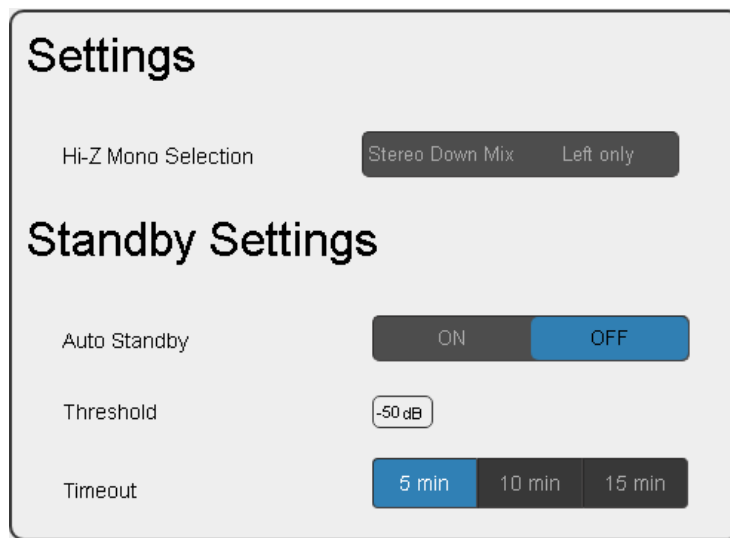 Settings
Hi-Z Mono Selection Stereo Down Mix Left only
Standby Settings
Auto Standby ON OFF
Threshold -50 dB
Timeout 5 min 10 min 15 min